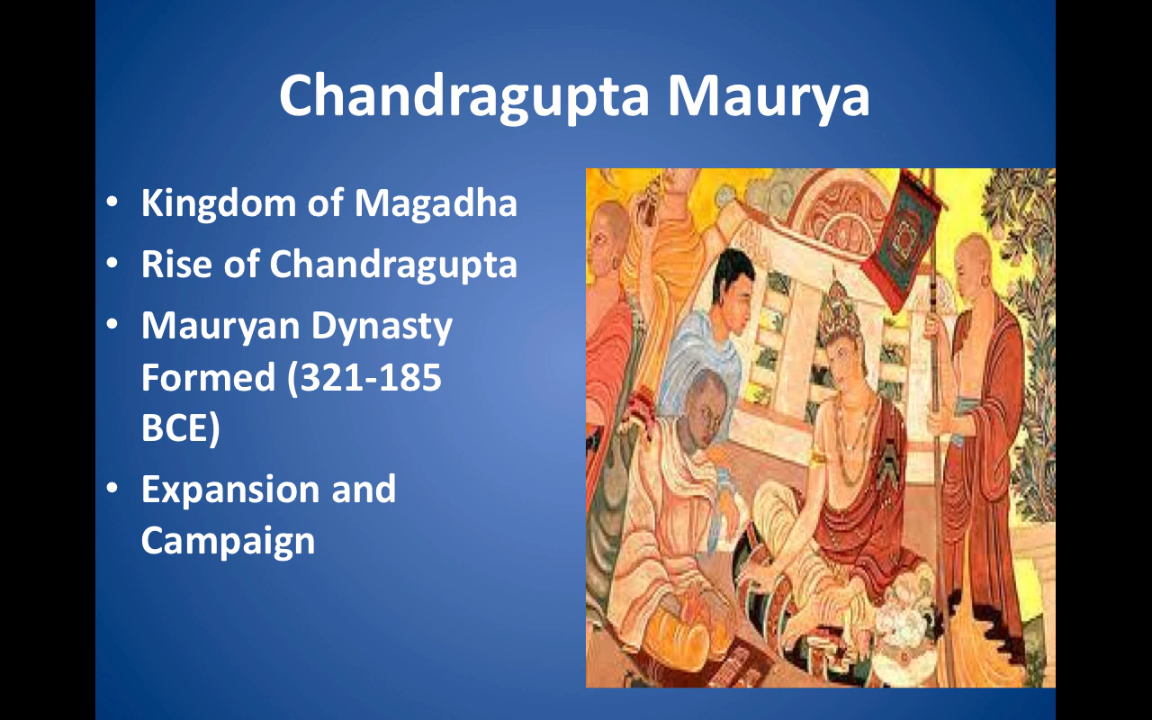 Chandragupta Maurya
• Kingdom of Magadha
• Rise of Chandragupta
• Mauryan Dynasty
Formed (321-185
BCE)
• Expansion and
Campaign